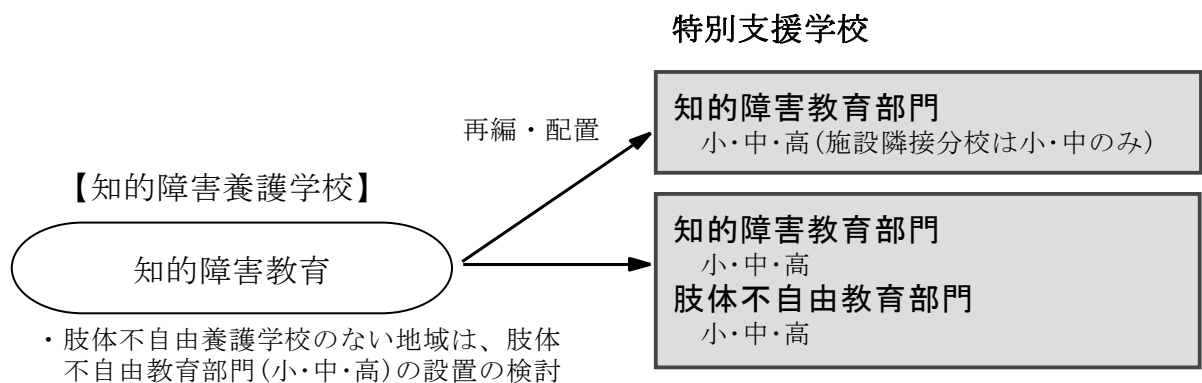 特別支援学校
再編・配置
知的障害教育部門
小・中・高(施設隣接分校は小・中のみ)
【知的障害養護学校】
知的障害教育
知的障害教育部門
小・中・高
肢体不自由教育部門
小・中・高
・肢体不自由養護学校のない地域は、肢体
不自由教育部門(小・中・高)の設置の検討